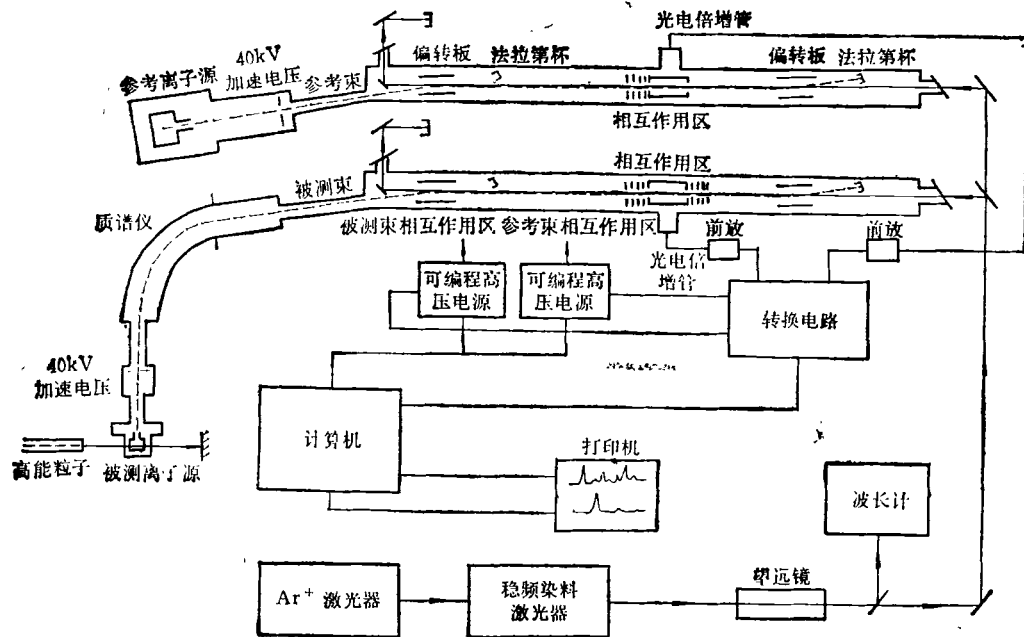 光电倍增管
40kV
加速电压
参考离子源
参考束
偏转板
法拉第杯
偏转板
法拉第杯
相互作用区
相互作用区
质谱仪
被测束
被测束相互作用区
参考束相互作用区
前放
前放
光电倍
增管
可编程高
压电源
可编程高
压电源
转换电路
40kV
加速电压
计算机
打印机
高能粒子
被测离子源
波长计
望远镜
Ar⁺ 激光器
稳频染料
激光器